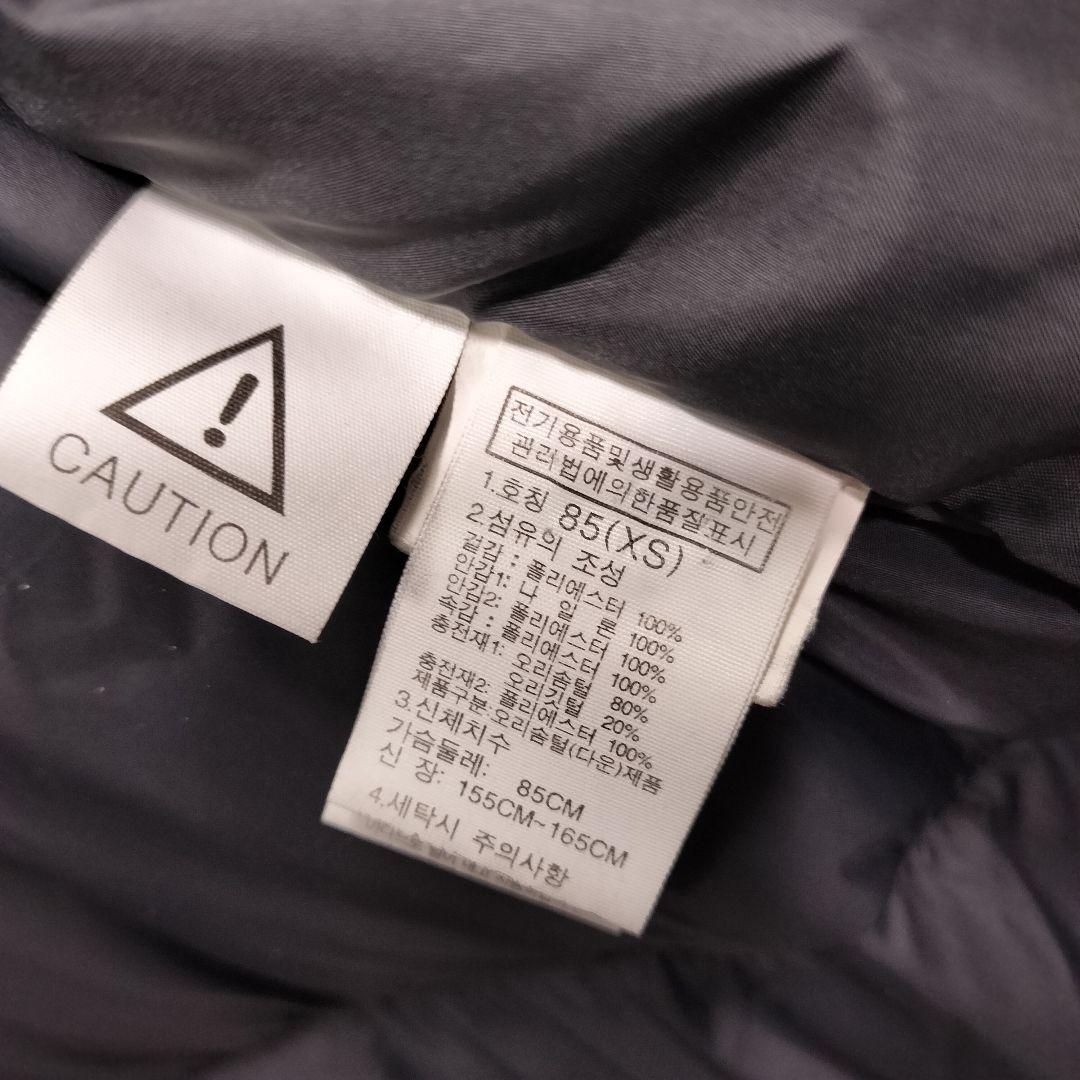 CAUTION
전기용품및생활용품안전
관리법에의한품질표시
1.호칭 85(XS)
2.섬유의 조성
겉감 : 폴리에스터 100%
안감1: 나 일 론 100%
안감2: 폴리에스터 100%
속감 : 폴리에스터 100%
충전재1: 오리솜털 80%
오리깃털 20%
충전재2: 폴리에스터 100%
제품구분:오리솜털(다운)제품
3.신체치수
가슴둘레: 85CM
신 장: 155CM~165CM
4.세탁시 주의사항